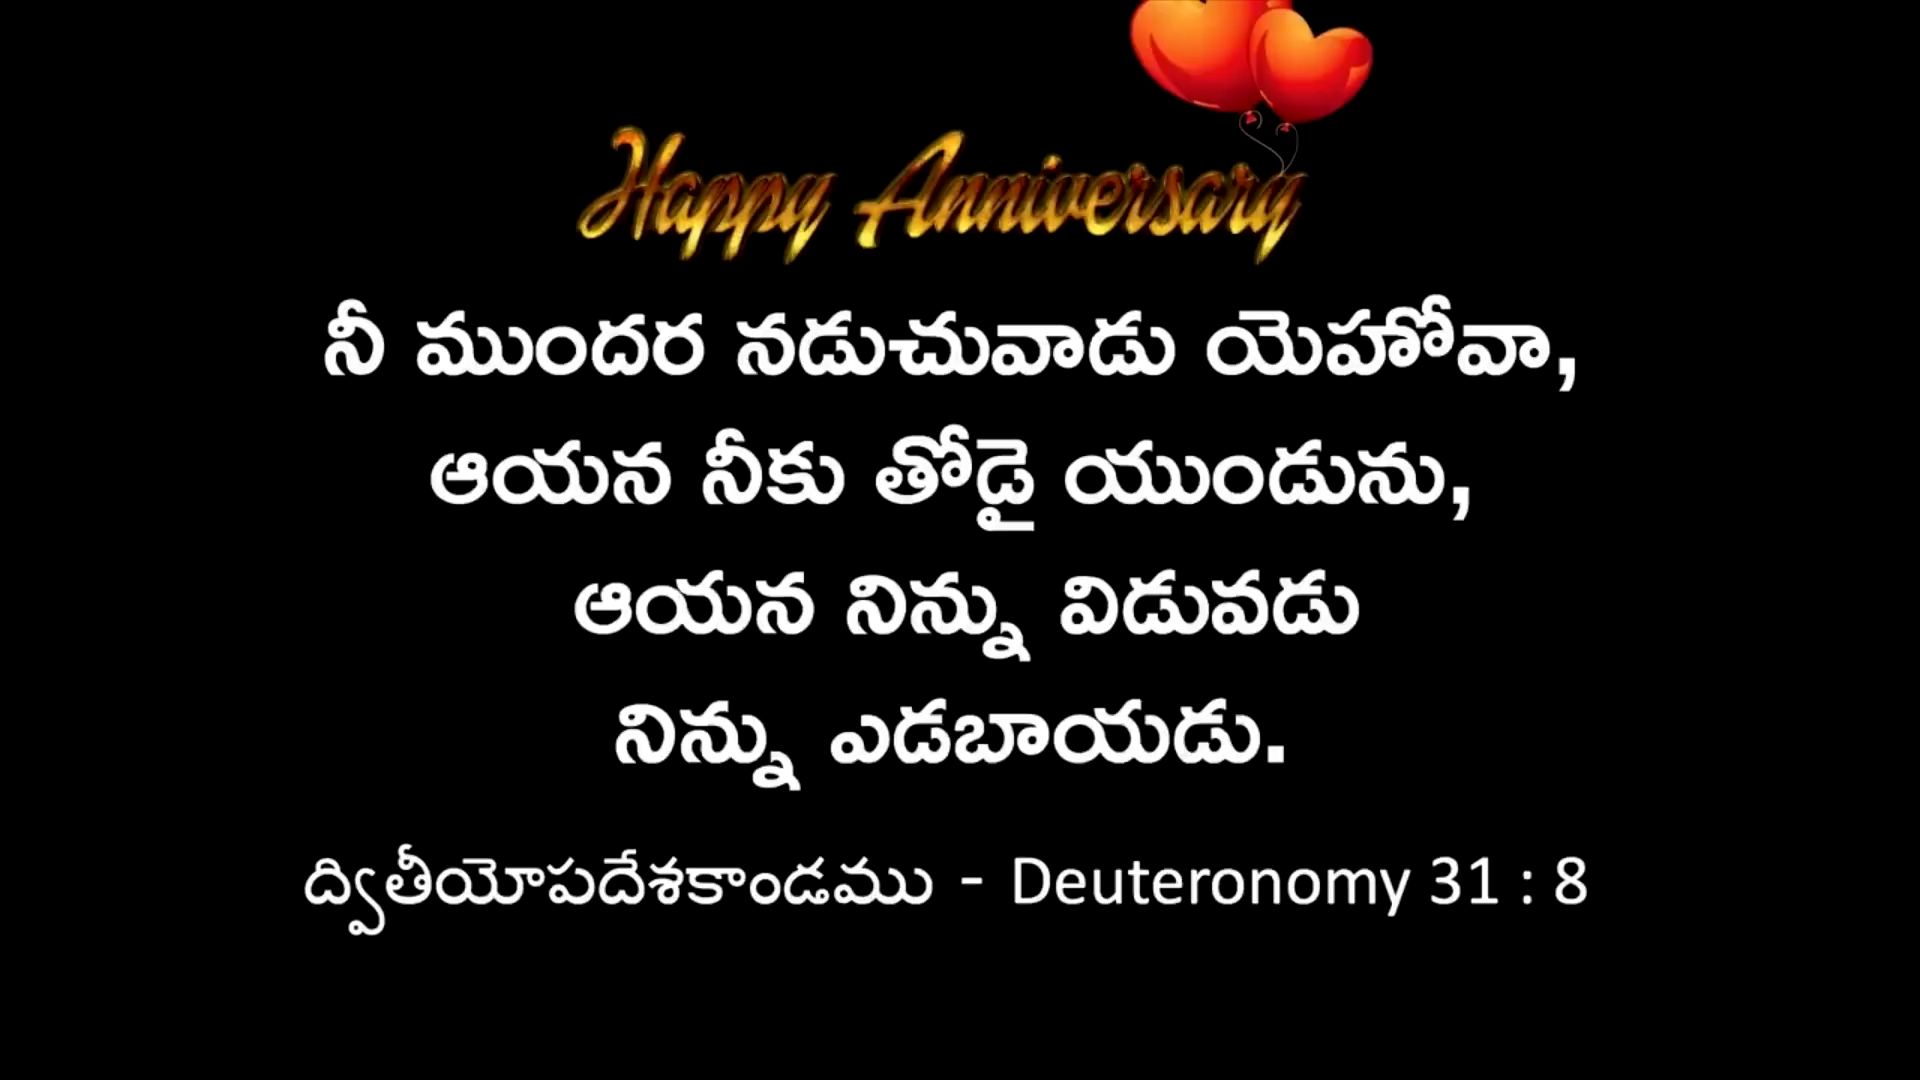 Happy Anniversary
నీ ముందర నడుచువాడు యెహోవా,
ఆయన నీకు తోడై యుండును,
ఆయన నిన్ను విడువడు
నిన్ను ఎడబాయడు.
ద్వితీయోపదేశకాండము - Deuteronomy 31 : 8